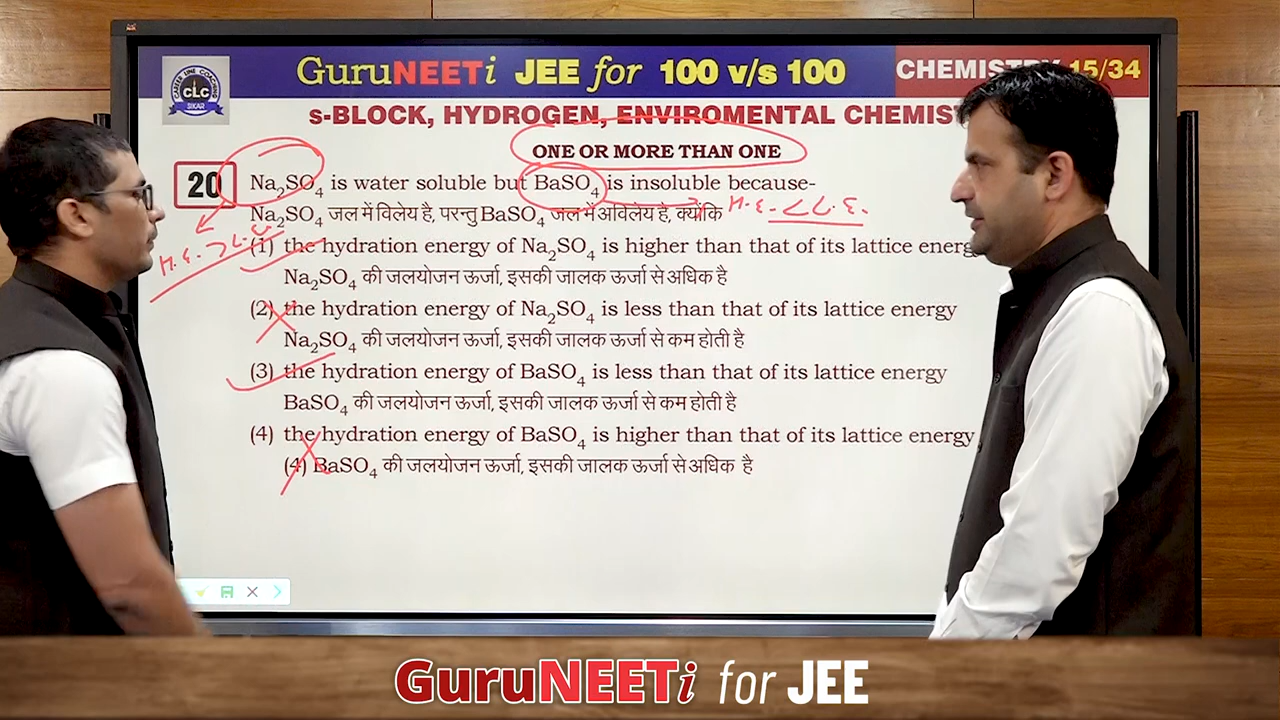 GuruNEETi JEE for 100 v/s 100
CHEMISTRY 15/34
CAREER LINE COACHING
CLC
SIKAR
s-BLOCK, HYDROGEN, ENVIROMENTAL CHEMIS
ONE OR MORE THAN ONE
20 Na₂SO₄ is water soluble but BaSO₄ is insoluble because-
Na₂SO₄ जल में विलेय है, परन्तु BaSO₄ जल में अविलेय है, क्योंकि H.E. < L.E.
H.E. > L.E.
(1) the hydration energy of Na₂SO₄ is higher than that of its lattice energ
Na₂SO₄ की जलयोजन ऊर्जा, इसकी जालक ऊर्जा से अधिक है
(2) the hydration energy of Na₂SO₄ is less than that of its lattice energy
Na₂SO₄ की जलयोजन ऊर्जा, इसकी जालक ऊर्जा से कम होती है
(3) the hydration energy of BaSO₄ is less than that of its lattice energy
BaSO₄ की जलयोजन ऊर्जा, इसकी जालक ऊर्जा से कम होती है
(4) the hydration energy of BaSO₄ is higher than that of its lattice energy
(4) BaSO₄ की जलयोजन ऊर्जा, इसकी जालक ऊर्जा से अधिक है
GuruNEETi for JEE